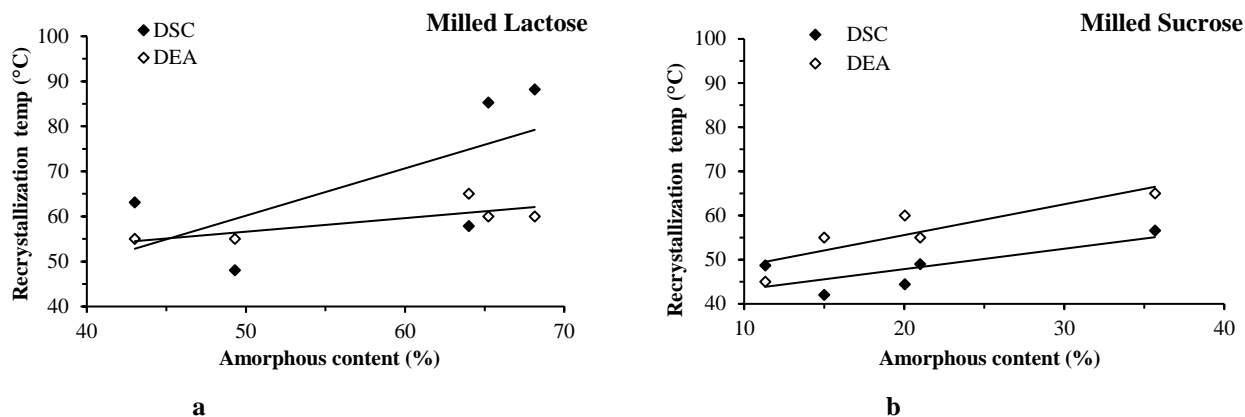 Milled Lactose
DSC
DEA
100
90
80
70
60
50
40
40
50
60
70
Recrystallization temp (°C)
Amorphous content (%)
a
Milled Sucrose
DSC
DEA
100
90
80
70
60
50
40
10
20
30
40
Recrystallization temp (°C)
Amorphous content (%)
b